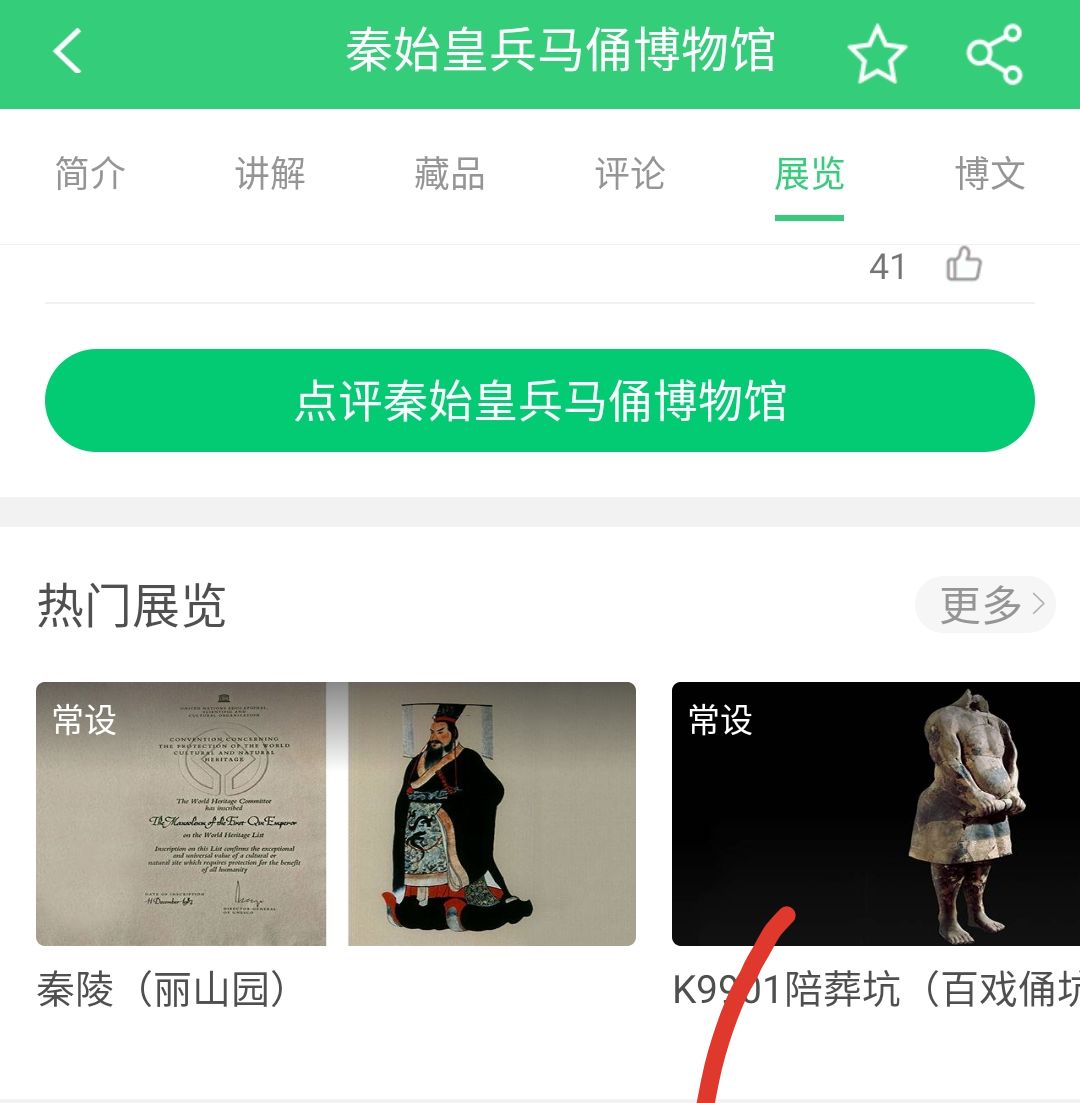 秦始皇兵马俑博物馆
简介 讲解 藏品 评论 展览 博文
41
点评秦始皇兵马俑博物馆
热门展览
更多
常设
UNITED NATIONS EDUCATIONAL,
SCIENTIFIC AND
CULTURAL ORGANIZATION
CONVENTION CONCERNING
THE PROTECTION OF THE WORLD
CULTURAL AND NATURAL
HERITAGE
The World Heritage Committee
has inscribed
The Mausoleum of the First Qin Emperor
on the World Heritage List
Inscription on this List confirms the exceptional
and universal value of a cultural or
natural site which requires protection for the benefit
of all humanity
DATE OF INSCRIPTION
11 December 1987
DIRECTOR-GENERAL
OF UNESCO
常设
秦陵（丽山园）
K9901陪葬坑（百戏俑坑